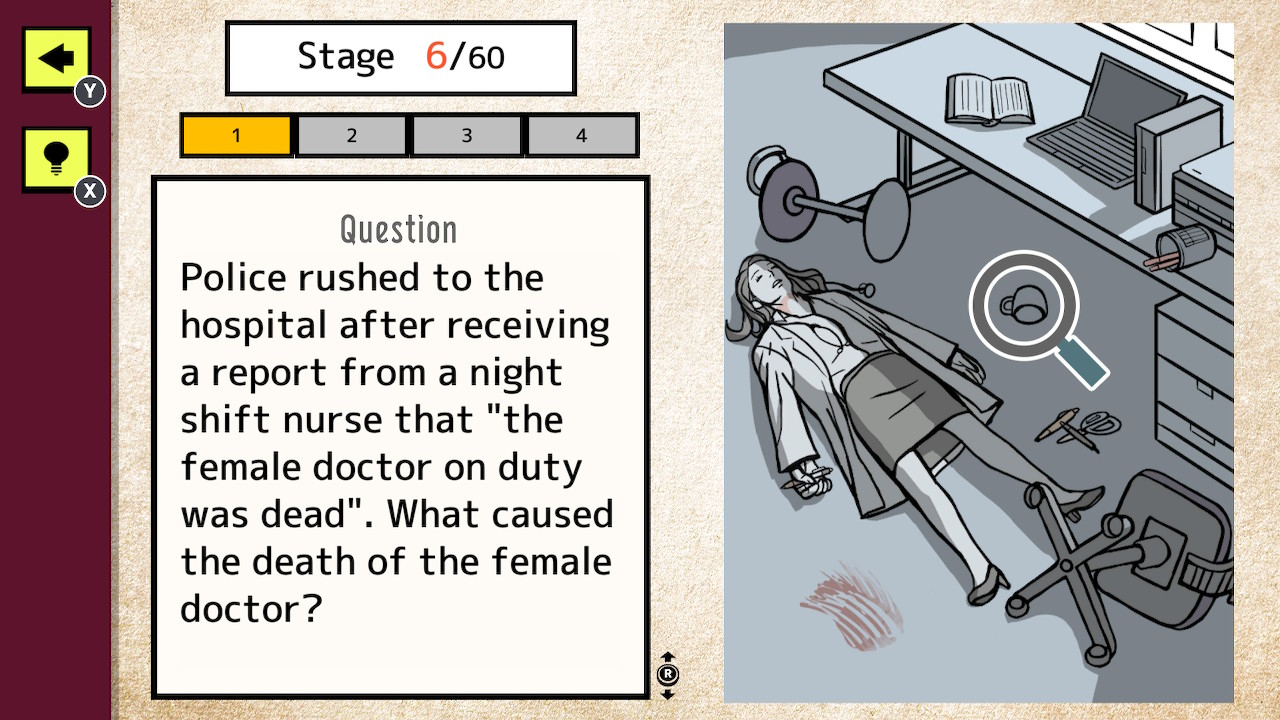 Stage 6/60
Y
1 2 3 4
X
Question
Police rushed to the
hospital after receiving
a report from a night
shift nurse that "the
female doctor on duty
was dead". What caused
the death of the female
doctor?
R